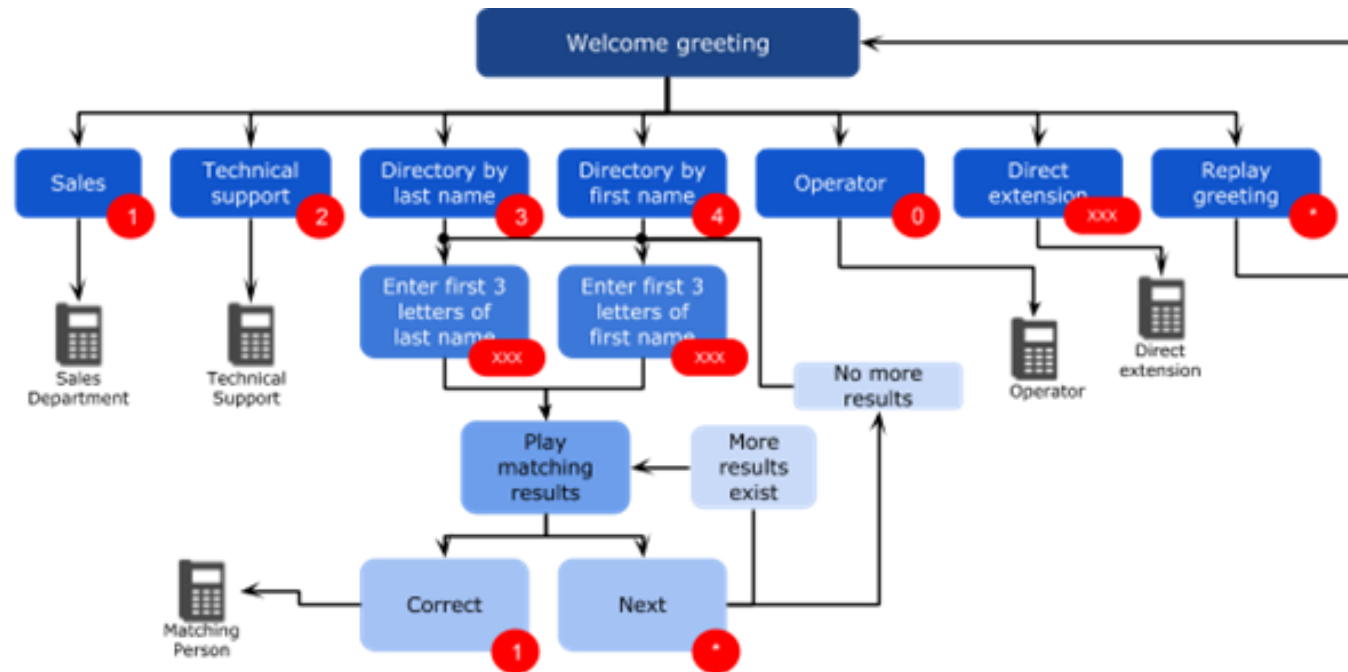 Welcome greeting
Sales
1
Technical
support
2
Directory by
last name
3
Directory by
first name
4
Operator
0
Direct
extension
xxx
Replay
greeting
*
Enter first 3
letters of
last name
xxx
Enter first 3
letters of
first name
xxx
Sales
Department
Technical
Support
Operator
Direct
extension
No more
results
Play
matching
results
More
results
exist
Matching
Person
Correct
1
Next
*